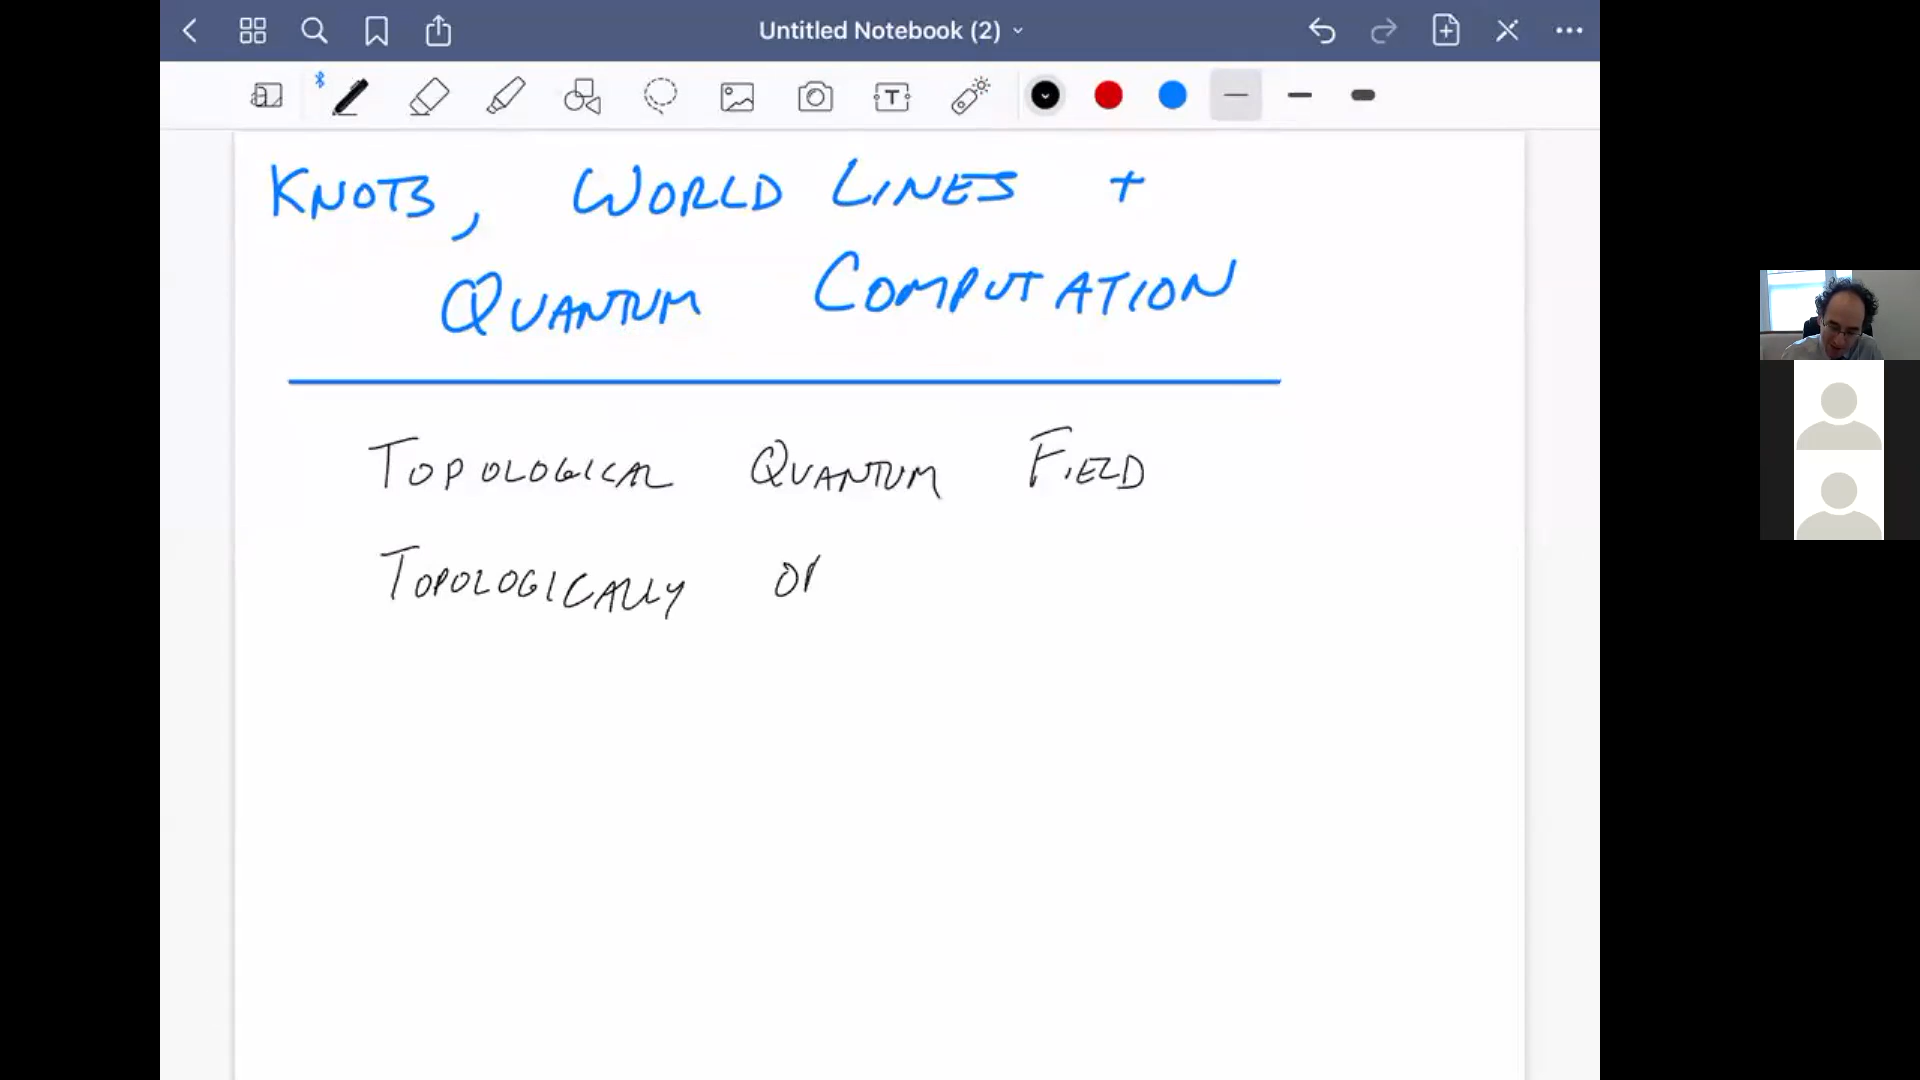 Untitled Notebook (2)
KNOTS, WORLD LINES +
QUANTUM COMPUTATION
TOPOLOGICAL QUANTUM FIELD
TOPOLOGICALLY OR